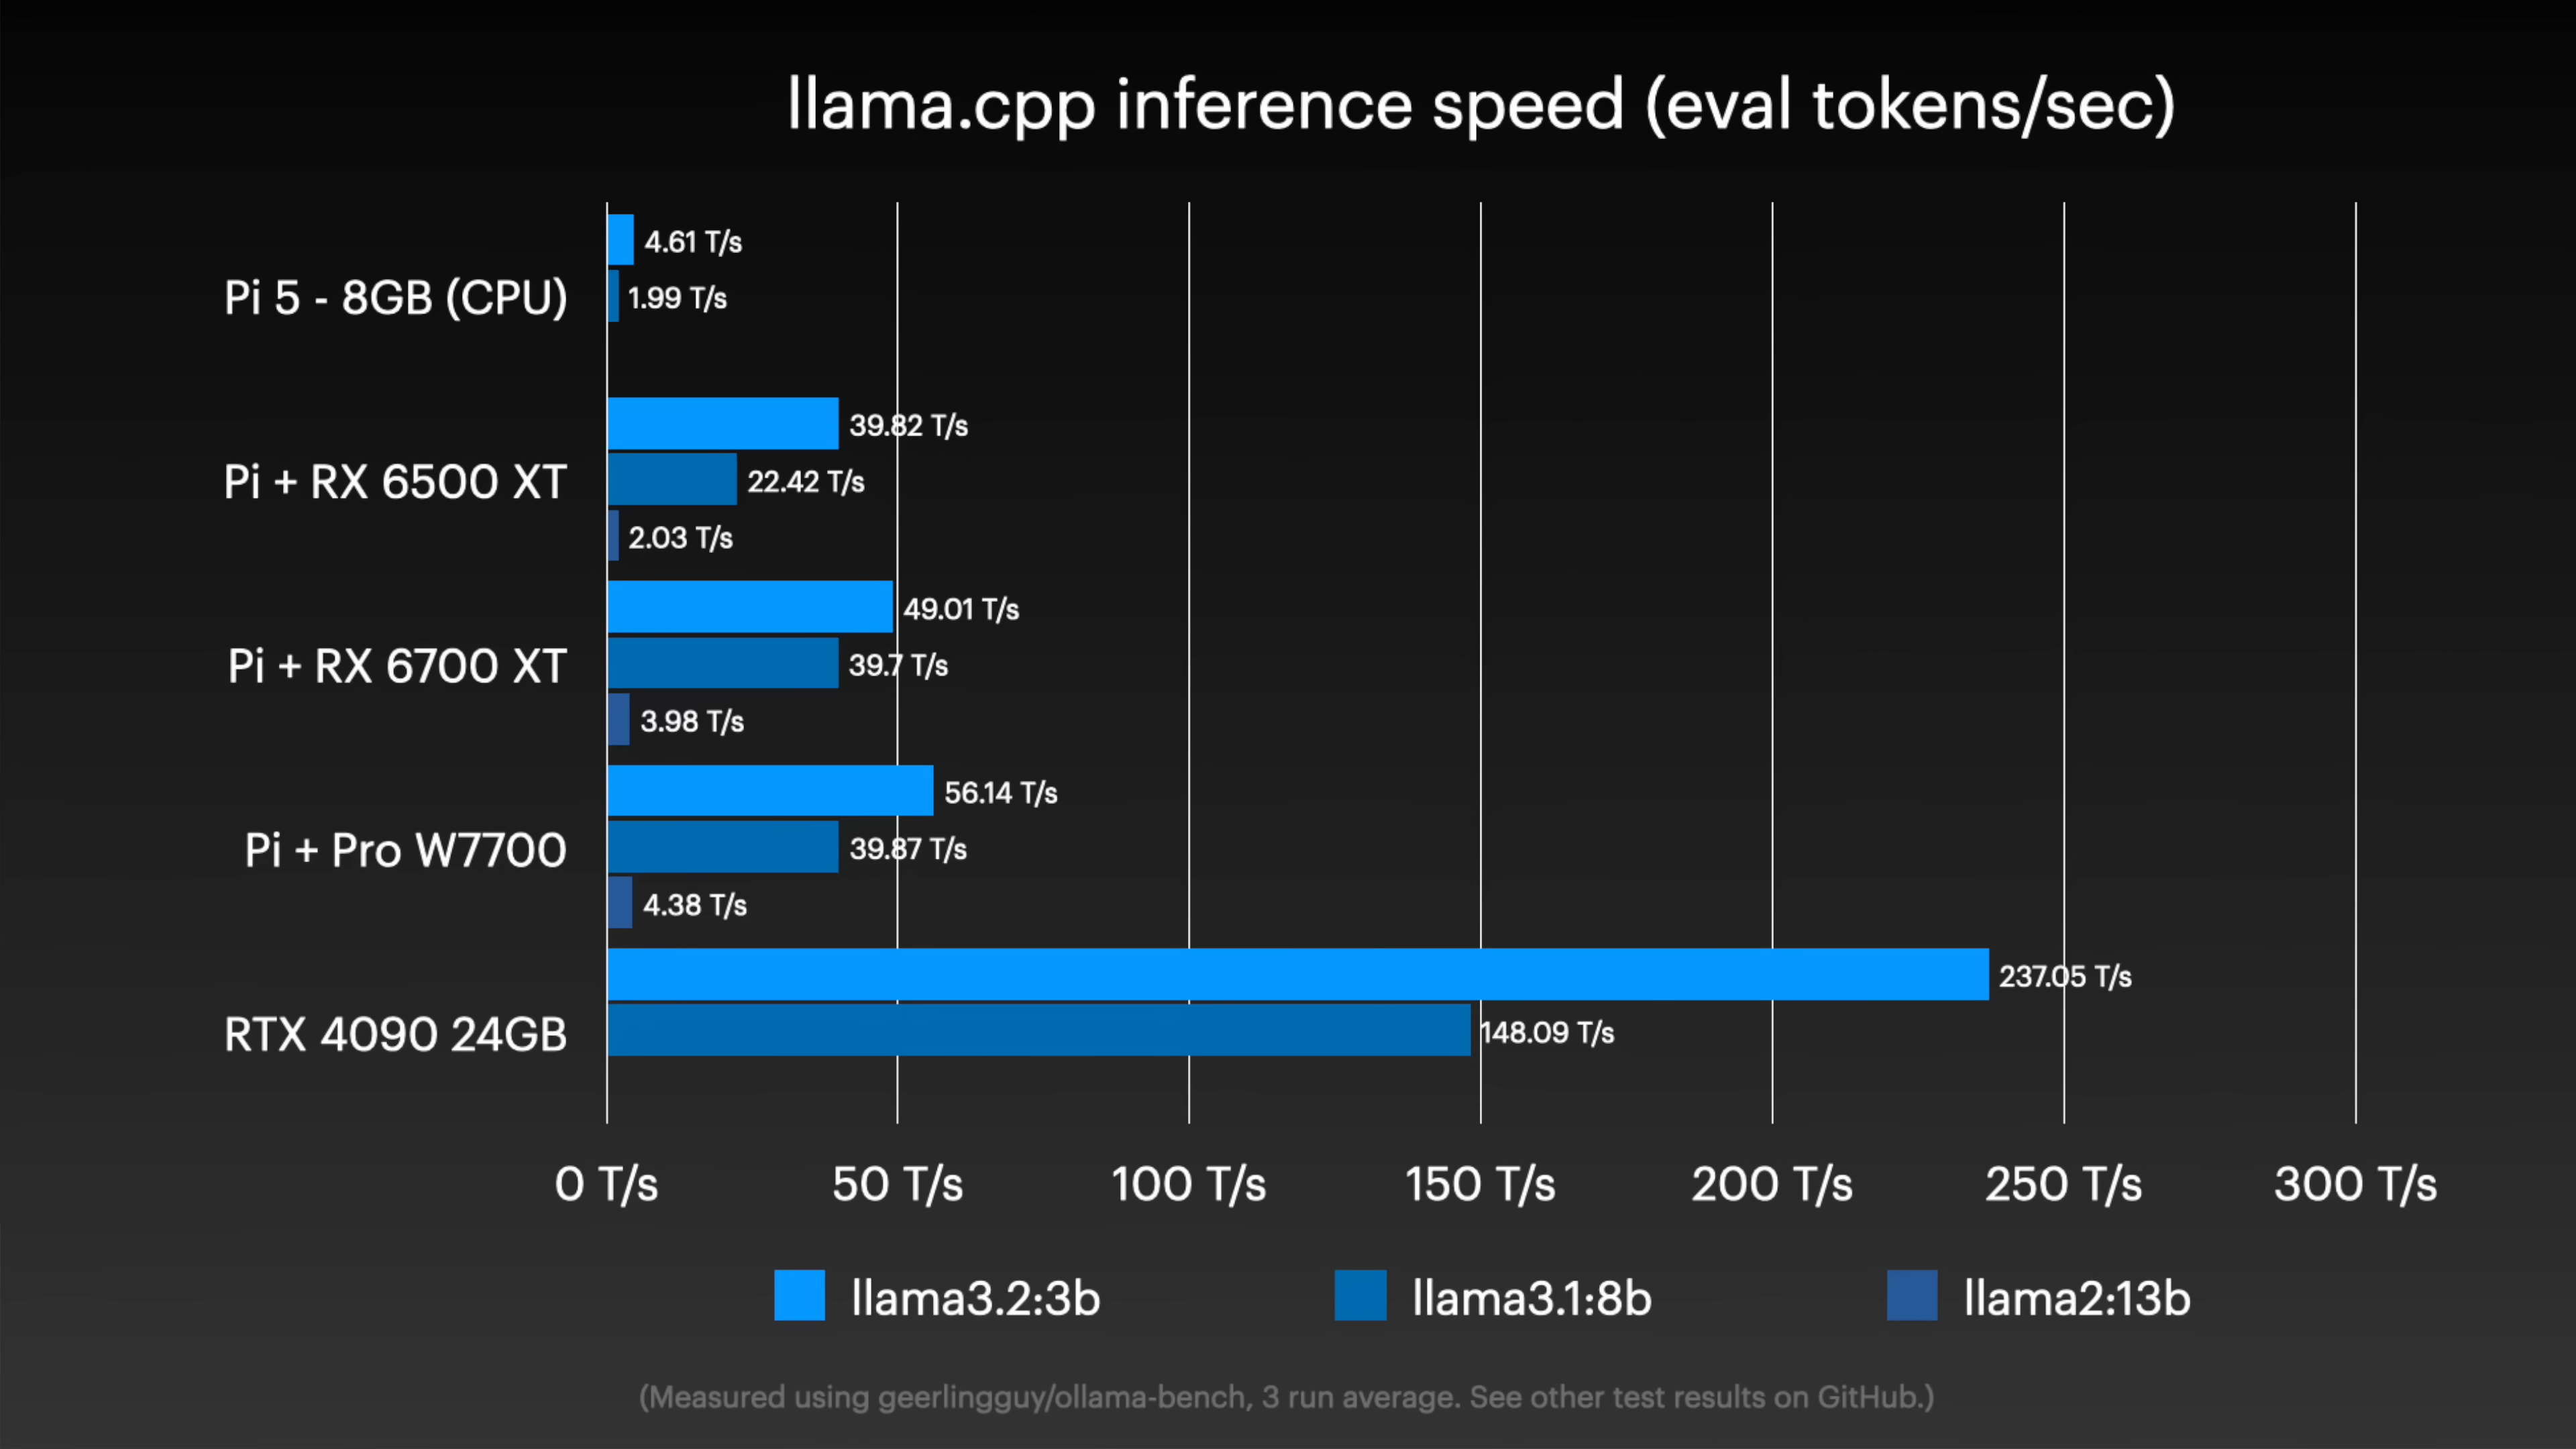 llama.cpp inference speed (eval tokens/sec)
4.61 T/s
Pi 5 - 8GB (CPU)
1.99 T/s
39.82 T/s
Pi + RX 6500 XT
22.42 T/s
2.03 T/s
49.01 T/s
Pi + RX 6700 XT
39.7 T/s
3.98 T/s
56.14 T/s
Pi + Pro W7700
39.87 T/s
4.38 T/s
237.05 T/s
RTX 4090 24GB
148.09 T/s
0 T/s 50 T/s 100 T/s 150 T/s 200 T/s 250 T/s 300 T/s
llama3.2:3b llama3.1:8b llama2:13b
(Measured using geerlingguy/ollama-bench, 3 run average. See other test results on GitHub.)